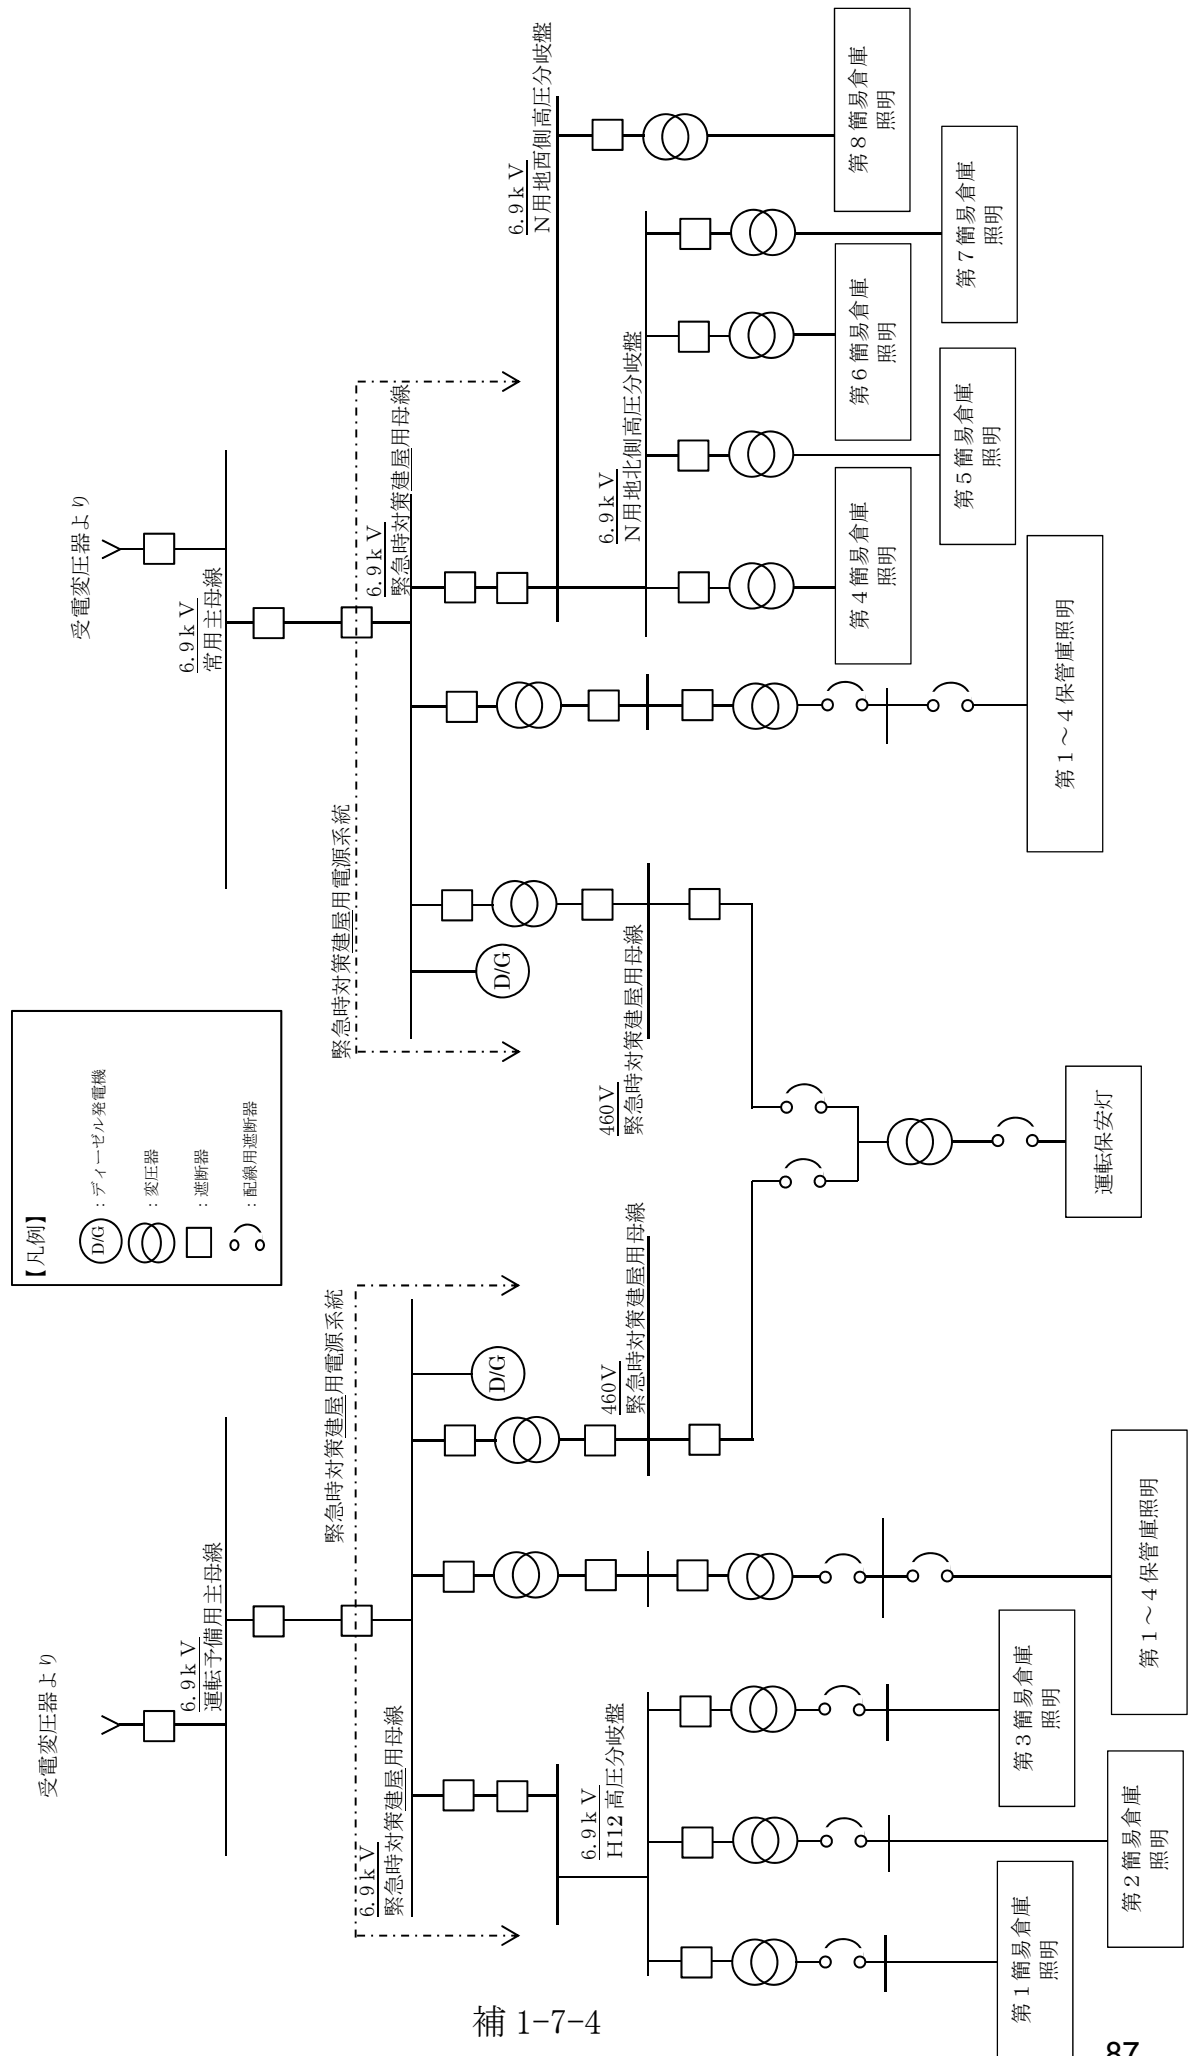 【凡例】
D/G
：ディーゼル発電機
：変圧器
：遮断器
：配線用遮断器
受電変圧器より
6.9kV
運転予備用主母線
緊急時対策建屋用電源系統
6.9kV
緊急時対策建屋用母線
D/G
6.9kV
H12 高圧分岐盤
460V
緊急時対策建屋用母線
第1簡易倉庫
照明
第2簡易倉庫
照明
第3簡易倉庫
照明
第1～4保管庫照明
運転保安灯
受電変圧器より
6.9kV
常用主母線
緊急時対策建屋用電源系統
6.9kV
緊急時対策建屋用母線
D/G
460V
緊急時対策建屋用母線
6.9kV
N用地西側高圧分岐盤
6.9kV
N用地北側高圧分岐盤
第1～4保管庫照明
第4簡易倉庫
照明
第5簡易倉庫
照明
第6簡易倉庫
照明
第7簡易倉庫
照明
第8簡易倉庫
照明
補 1-7-4
87